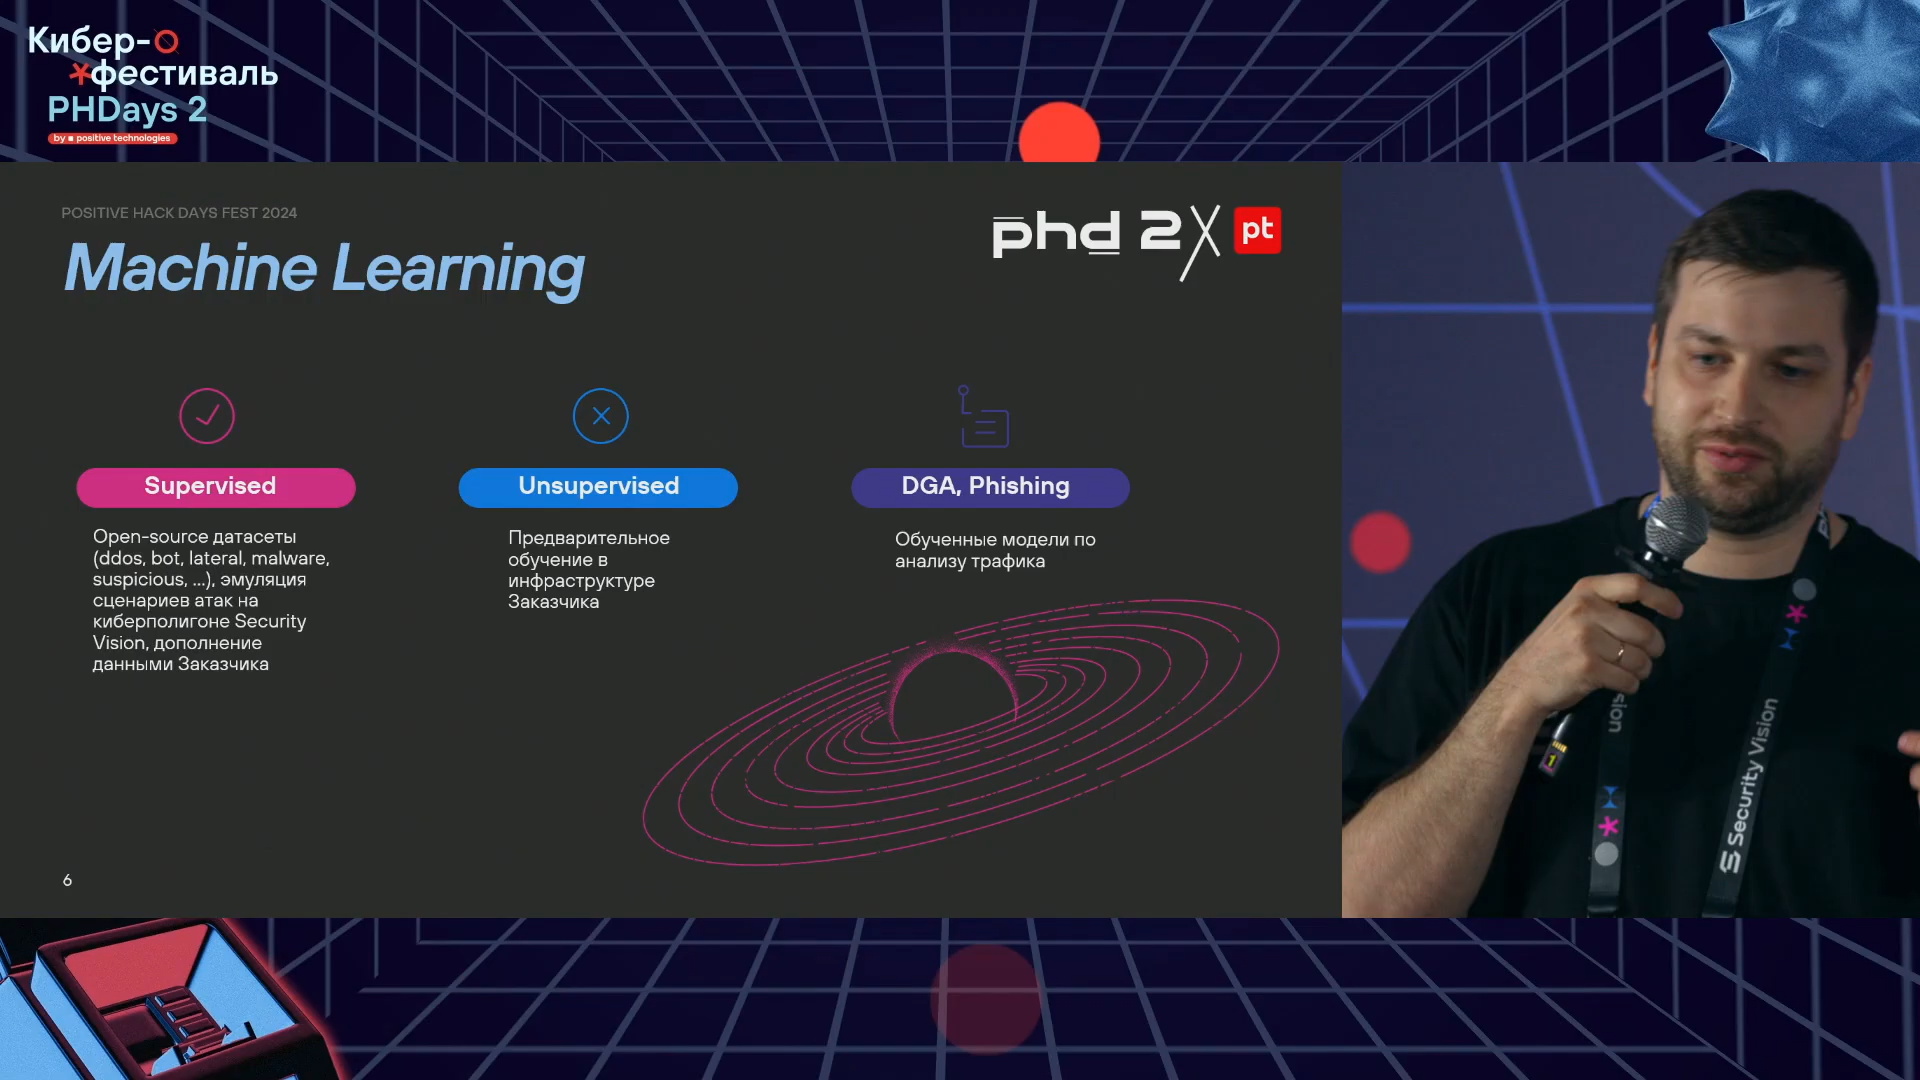 Кибер-
фестиваль
PHDays 2
by positive technologies
POSITIVE HACK DAYS FEST 2024
Machine Learning
phd 2
pt
Supervised
Open-source датасеты
(ddos, bot, lateral, malware,
suspicious, ...), эмуляция
сценариев атак на
киберполигоне Security
Vision, дополнение
данными Заказчика
Unsupervised
Предварительное
обучение в
инфраструктуре
Заказчика
DGA, Phishing
Обученные модели по
анализу трафика
6
sion
Security Vision
1